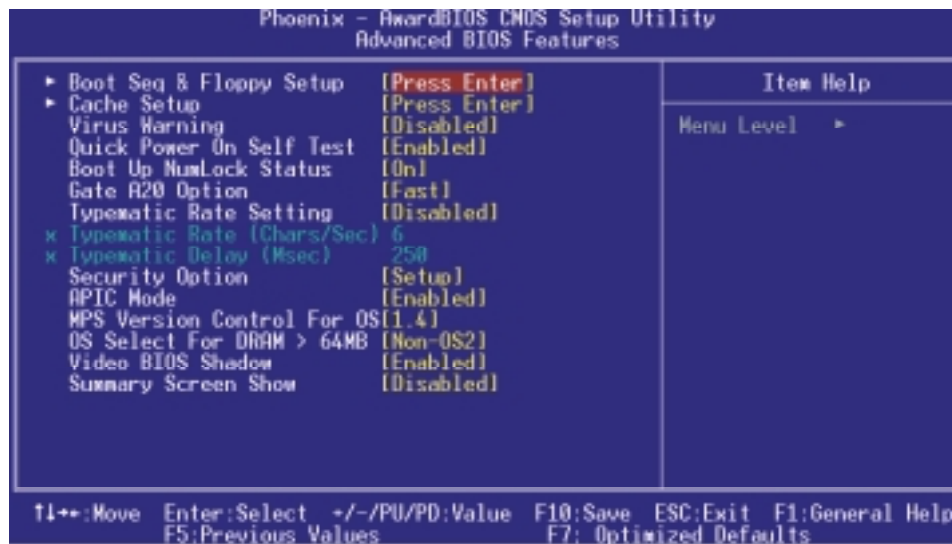 Phoenix - AwardBIOS CMOS Setup Utility
Advanced BIOS Features
► Boot Seq & Floppy Setup [Press Enter]
► Cache Setup [Press Enter]
Virus Warning [Disabled]
Quick Power On Self Test [Enabled]
Boot Up NumLock Status [On]
Gate A20 Option [Fast]
Typematic Rate Setting [Disabled]
x Typematic Rate (Chars/Sec) 6
x Typematic Delay (Msec) 250
Security Option [Setup]
APIC Mode [Enabled]
MPS Version Control For OS[1.4]
OS Select For DRAM > 64MB [Non-OS2]
Video BIOS Shadow [Enabled]
Summary Screen Show [Disabled]
Item Help
Menu Level ►
↑↓→←:Move Enter:Select +/-/PU/PD:Value F10:Save ESC:Exit F1:General Help
F5:Previous Values F7: Optimized Defaults